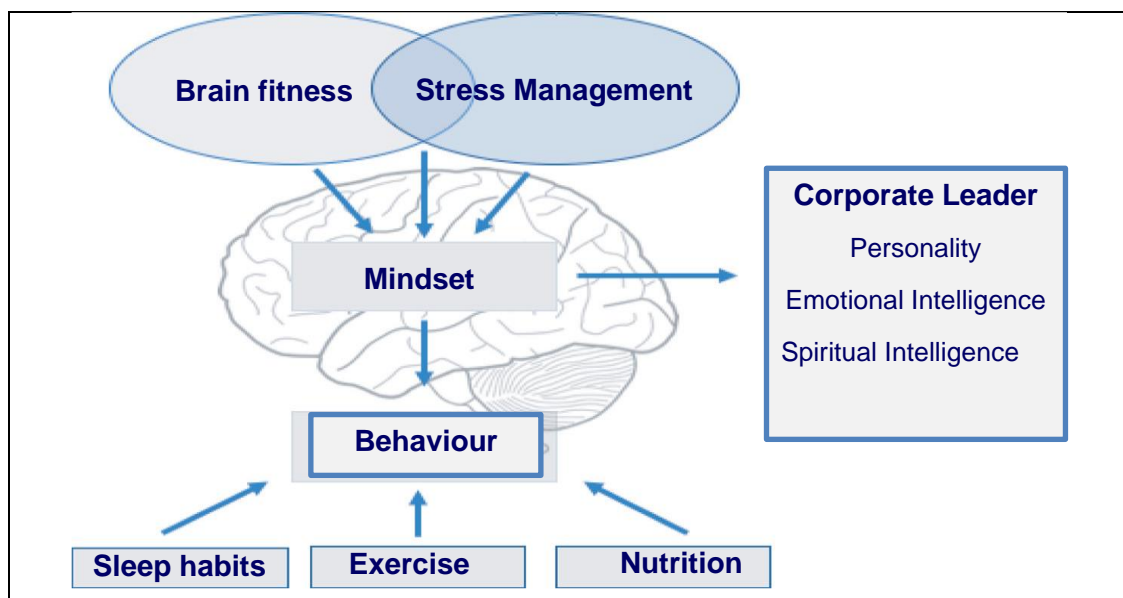 Brain fitness
Stress Management
Mindset
Corporate Leader
Personality
Emotional Intelligence
Spiritual Intelligence
Behaviour
Sleep habits
Exercise
Nutrition